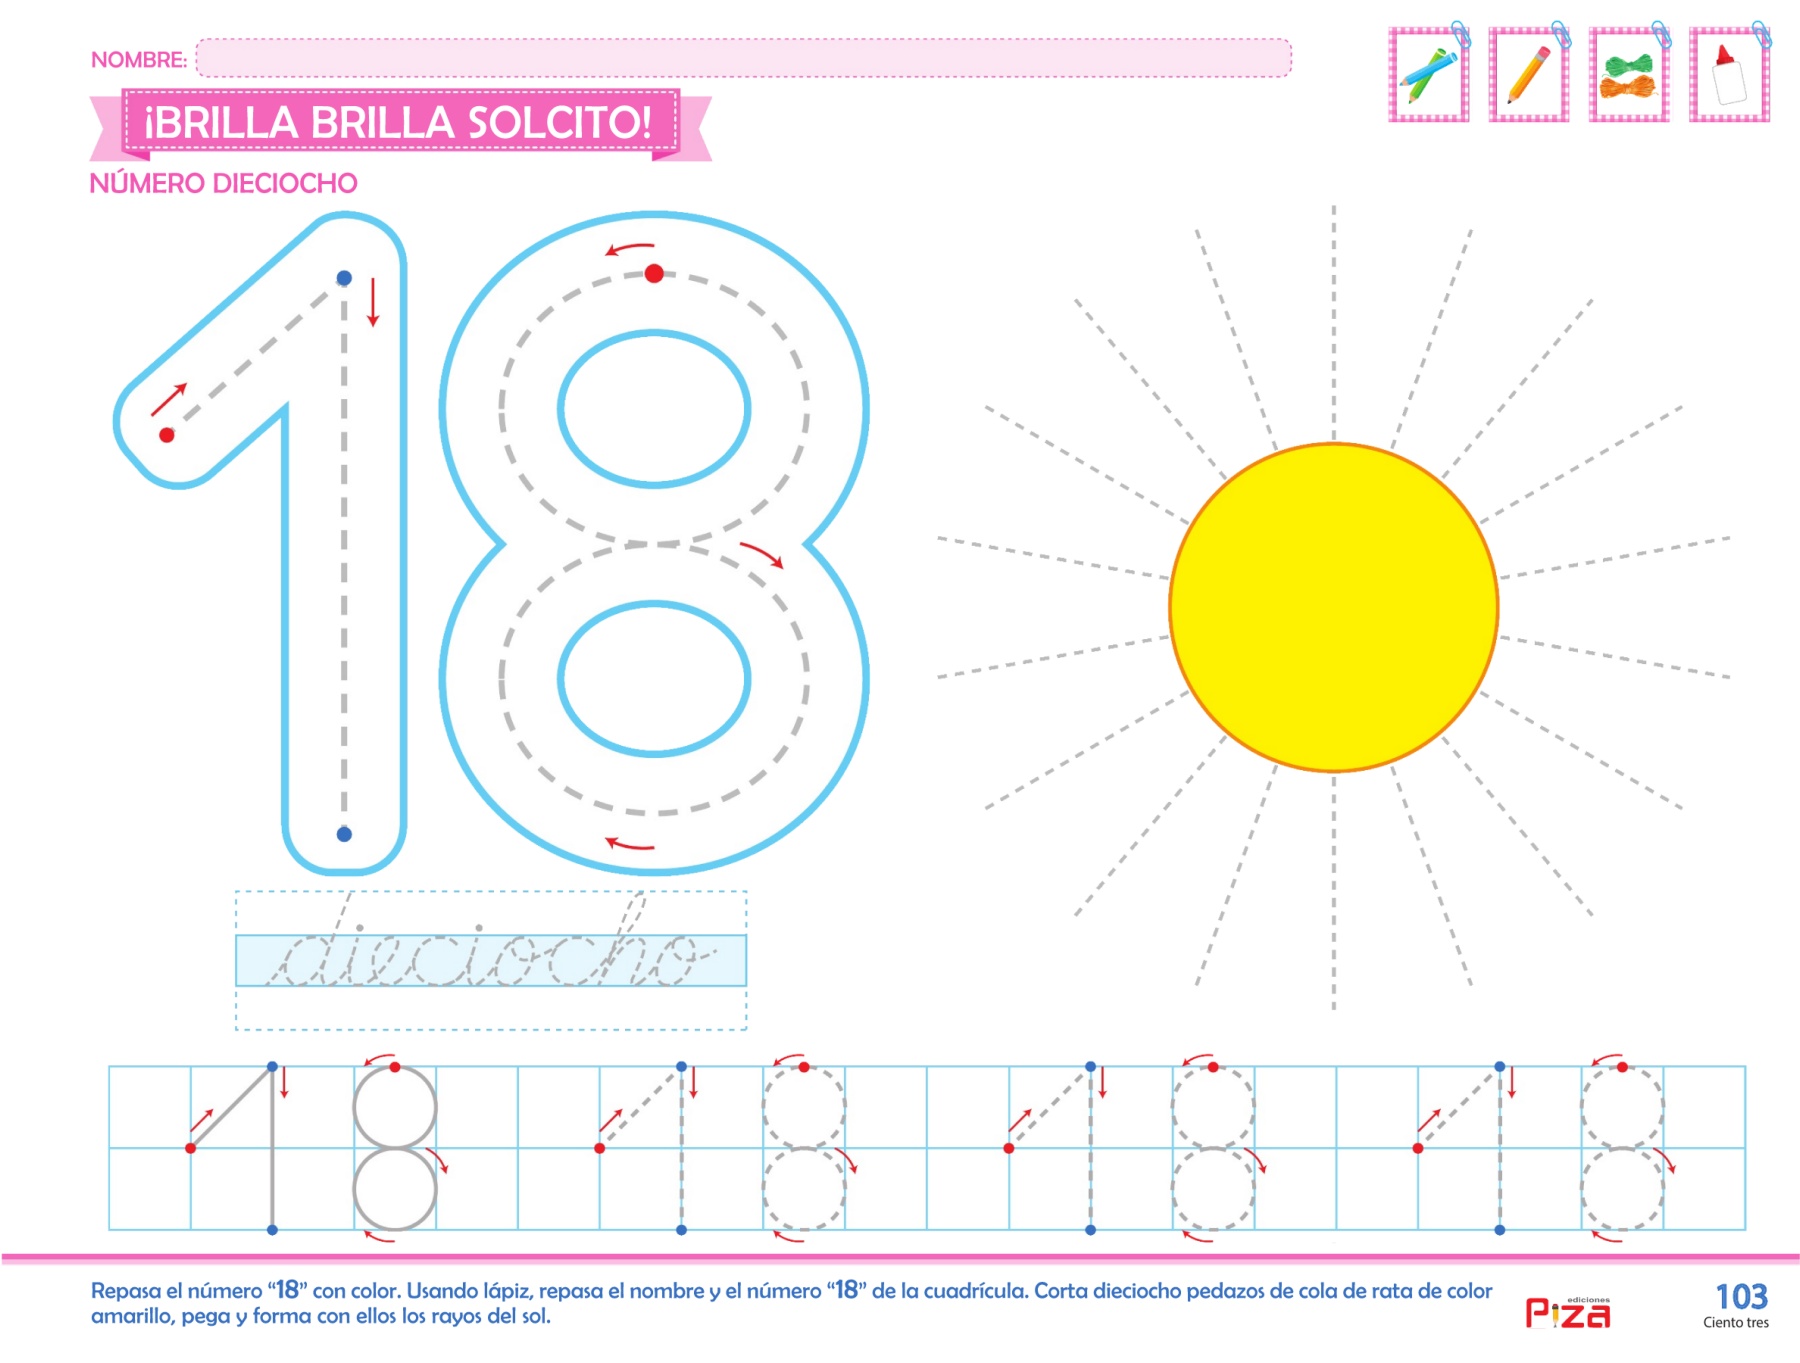 NOMBRE:
¡BRILLA BRILLA SOLCITO!
NÚMERO DIECIOCHO
18
dieciocho
18 18 18 18
Repasa el número “18” con color. Usando lápiz, repasa el nombre y el número “18” de la cuadrícula. Corta dieciocho pedazos de cola de rata de color
amarillo, pega y forma con ellos los rayos del sol.
ediciones
Piza
103
Ciento tres